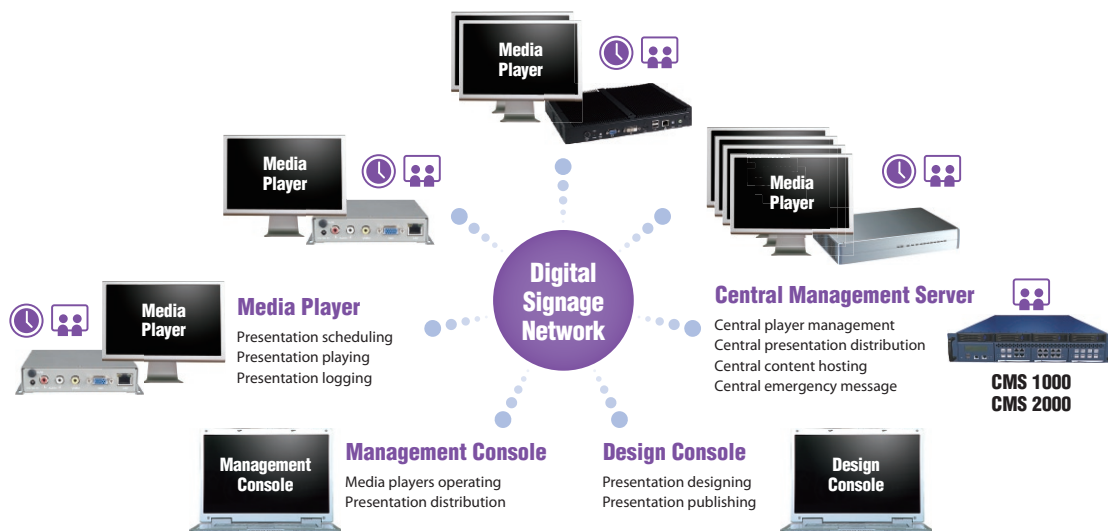 Media
Player
Media
Player
Media
Player
Digital
Signage
Network
Media
Player
Media Player
Presentation scheduling
Presentation playing
Presentation logging
Central Management Server
Central player management
Central presentation distribution
Central content hosting
Central emergency message
CMS 1000
CMS 2000
Management
Console
Management Console
Media players operating
Presentation distribution
Design Console
Presentation designing
Presentation publishing
Design
Console